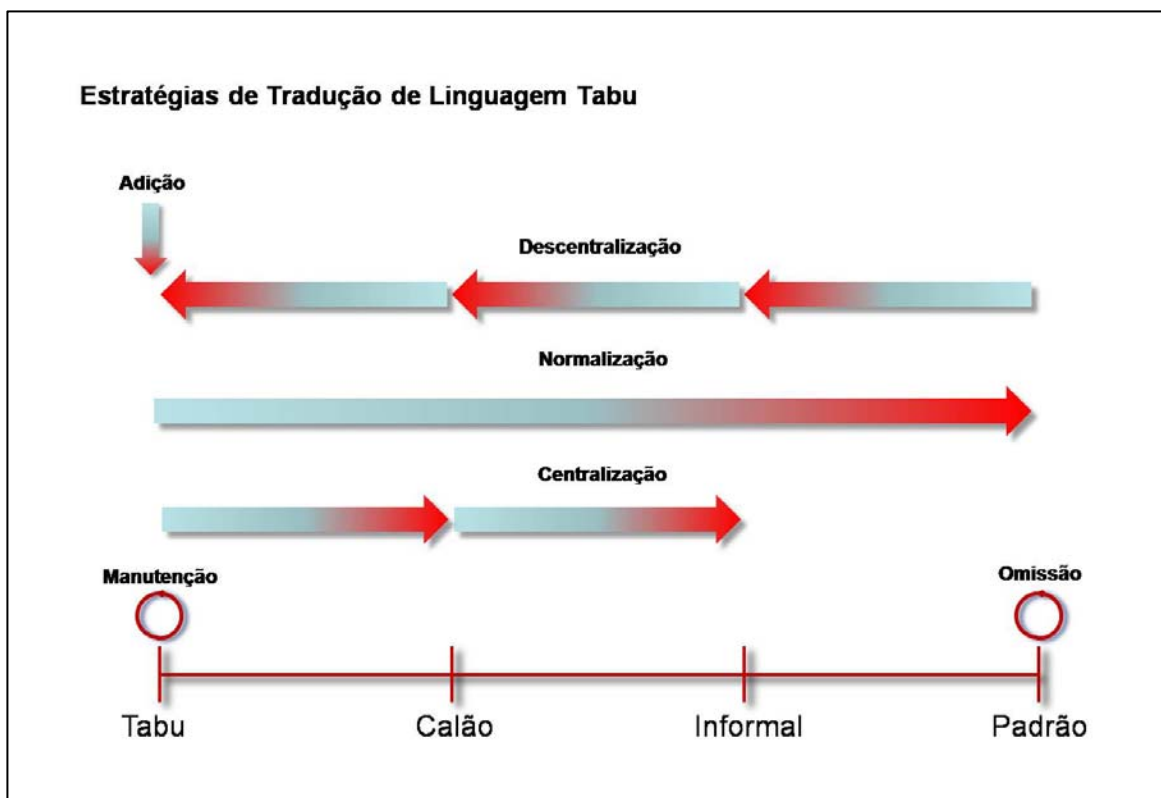 Estratégias de Tradução de Linguagem Tabu
Adição
Descentralização
Normalização
Centralização
Manutenção
Omissão
Tabu
Calão
Informal
Padrão